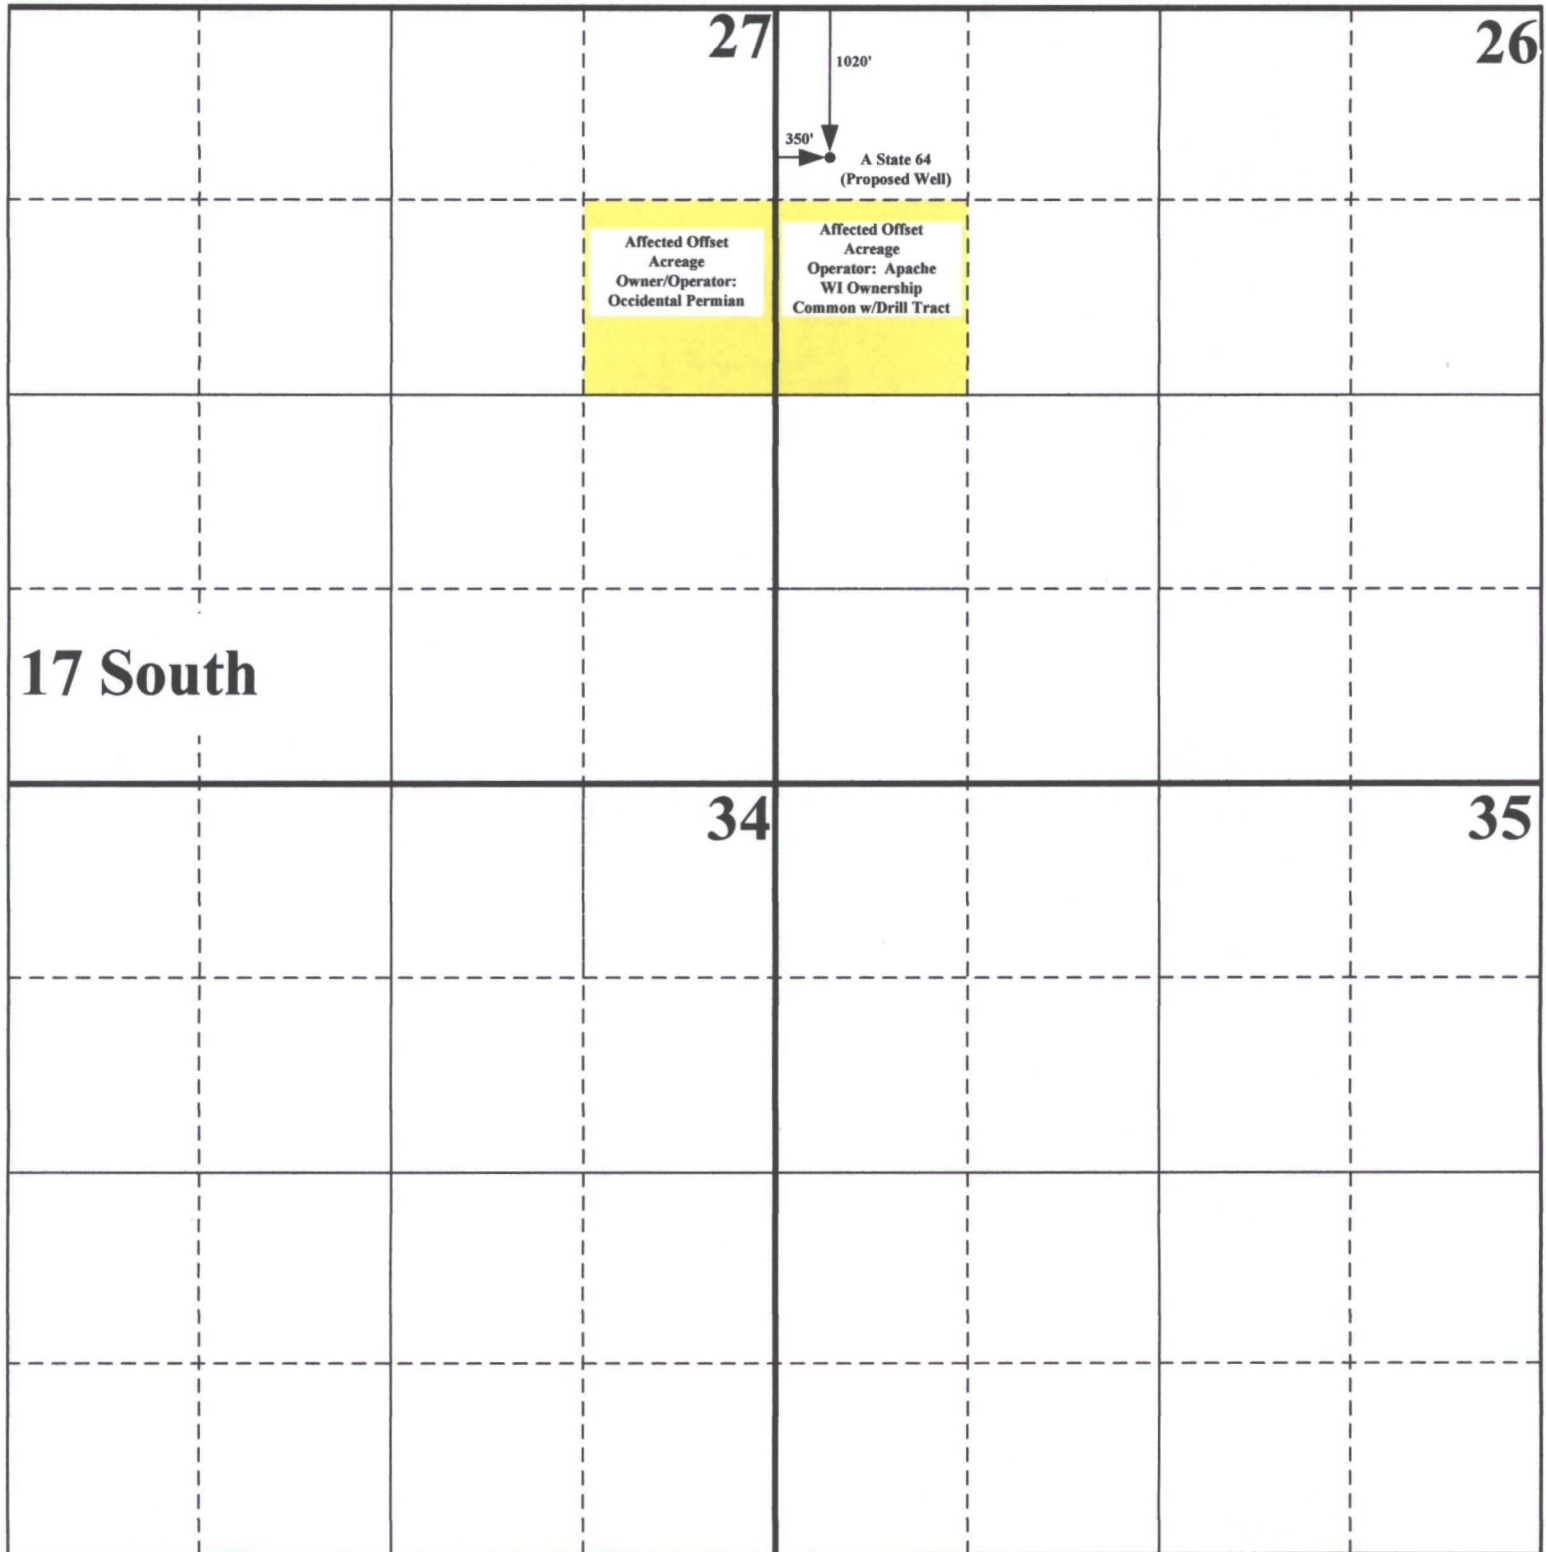 27
26
1020'
350'
A State 64
(Proposed Well)
Affected Offset
Acreage
Owner/Operator:
Occidental Permian
Affected Offset
Acreage
Operator: Apache
WI Ownership
Common w/Drill Tract
17 South
34
35